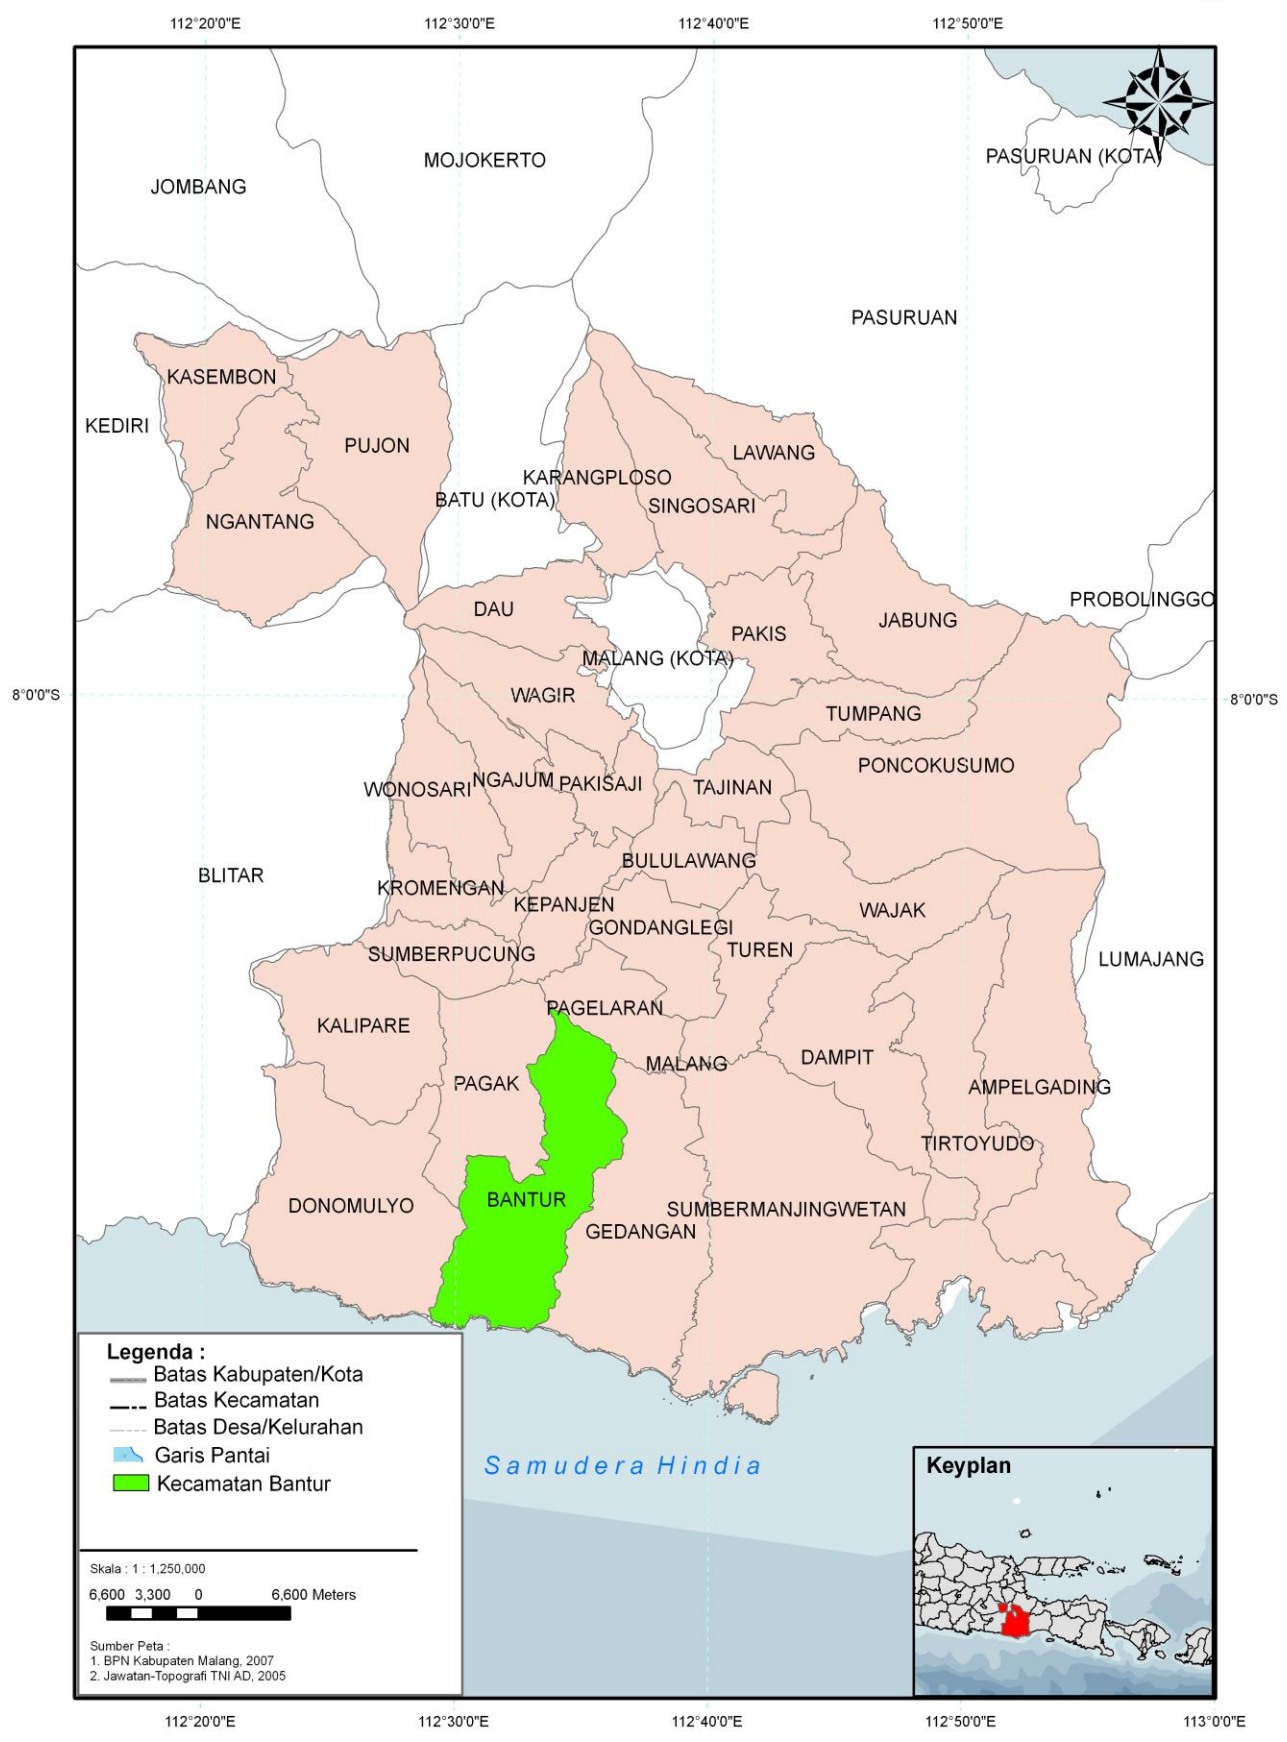 112°20'0"E 112°30'0"E 112°40'0"E 112°50'0"E
MOJOKERTO
PASURUAN (KOTA)
JOMBANG
PASURUAN
KASEMBON
KEDIRI
PUJON
LAWANG
KARANGPLOSO
BATU (KOTA)
SINGOSARI
NGANTANG
PROBOLINGGO
DAU
JABUNG
PAKIS
MALANG (KOTA)
8°0'0"S
WAGIR
8°0'0"S
TUMPANG
PONCOKUSUMO
WONOSARI
NGAJUM
PAKISAJI
TAJINAN
BULULAWANG
BLITAR
KROMENGAN
KEPANJEN
WAJAK
GONDANGLEGI
SUMBERPUCUNG
TUREN
LUMAJANG
PAGELARAN
KALIPARE
MALANG
DAMPIT
PAGAK
AMPELGADING
TIRTOYUDO
BANTUR
DONOMULYO
SUMBERMANJINGWETAN
GEDANGAN
Legenda :
Batas Kabupaten/Kota
Batas Kecamatan
Batas Desa/Kelurahan
Garis Pantai
Kecamatan Bantur
Samudera Hindia
Keyplan
Skala : 1 : 1,250,000
6,600 3,300 0 6,600 Meters
Sumber Peta :
1. BPN Kabupaten Malang, 2007
2. Jawatan-Topografi TNI AD, 2005
112°20'0"E 112°30'0"E 112°40'0"E 112°50'0"E 113°0'0"E